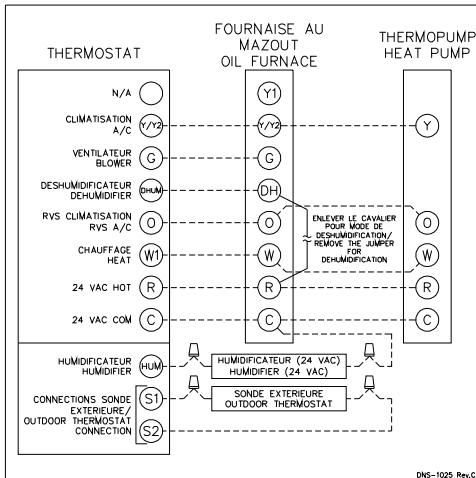 THERMOSTAT
FOURNAISE AU
MAZOUT
OIL FURNACE
THERMOPUMP
HEAT PUMP
N/A
Y1
CLIMATISATION
A/C
Y/Y2
Y/Y2
Y
VENTILATEUR
BLOWER
G
G
DESHUMIDIFICATEUR
DEHUMIDIFIER
DHUM
DH
RVS CLIMATISATION
RVS A/C
O
O
O
ENLEVER LE CAVALIER
POUR MODE DE
DESHUMIDIFICATION/
REMOVE THE JUMPER
FOR
DEHUMIDIFICATION
CHAUFFAGE
HEAT
W1
W
W
24 VAC HOT
R
R
R
24 VAC COM
C
C
C
HUMIDIFICATEUR
HUMIDIFIER
HUM
HUMIDIFICATEUR (24 VAC)
HUMIDIFIER (24 VAC)
CONNECTIONS SONDE
EXTERIEURE/
OUTDOOR THERMOSTAT
CONNECTION
S1
S2
SONDE EXTERIEURE
OUTDOOR THERMOSTAT
DNS-1025 Rev.C